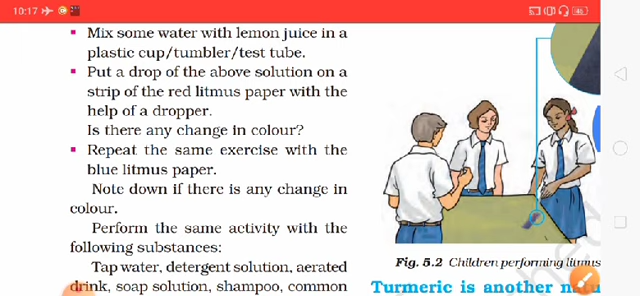 10:17
46
▪ Mix some water with lemon juice in a
plastic cup/tumbler/test tube.
▪ Put a drop of the above solution on a
strip of the red litmus paper with the
help of a dropper.
Is there any change in colour?
▪ Repeat the same exercise with the
blue litmus paper.
Note down if there is any change in
colour.
Perform the same activity with the
following substances:
Tap water, detergent solution, aerated
drink, soap solution, shampoo, common
Fig. 5.2 Children performing litmus
Turmeric is another